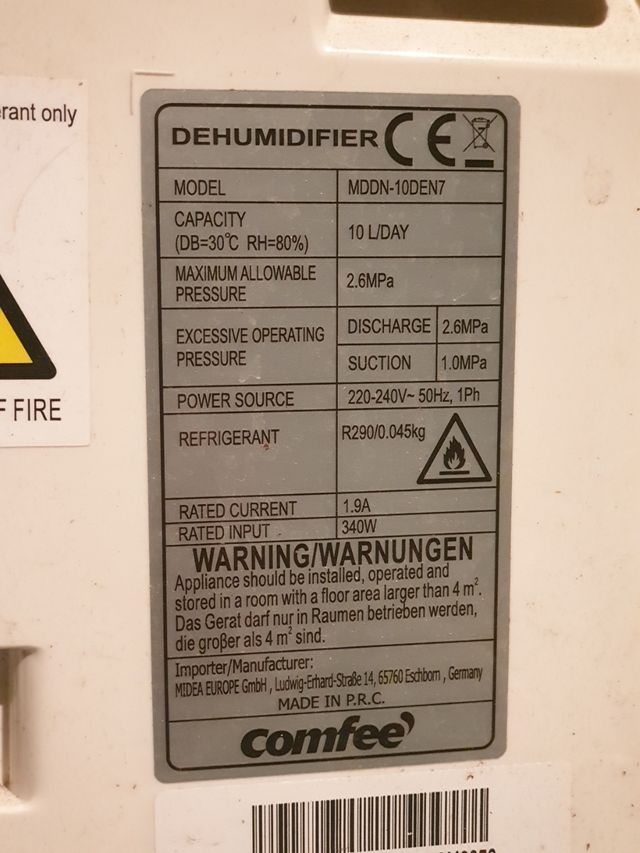 rant only
F FIRE
DEHUMIDIFIER CE
MODEL MDDN-10DEN7
CAPACITY
(DB=30℃ RH=80%) 10 L/DAY
MAXIMUM ALLOWABLE
PRESSURE 2.6MPa
EXCESSIVE OPERATING
PRESSURE
DISCHARGE 2.6MPa
SUCTION 1.0MPa
POWER SOURCE 220-240V~ 50Hz, 1Ph
REFRIGERANT R290/0.045kg
RATED CURRENT 1.9A
RATED INPUT 340W
WARNING/WARNUNGEN
Appliance should be installed, operated and
stored in a room with a floor area larger than 4 m².
Das Gerat darf nur in Raumen betrieben werden,
die großer als 4 m² sind.
Importer/Manufacturer:
MIDEA EUROPE GmbH , Ludwig-Erhard-Straße 14, 65760 Eschborn , Germany
MADE IN P.R.C.
comfee